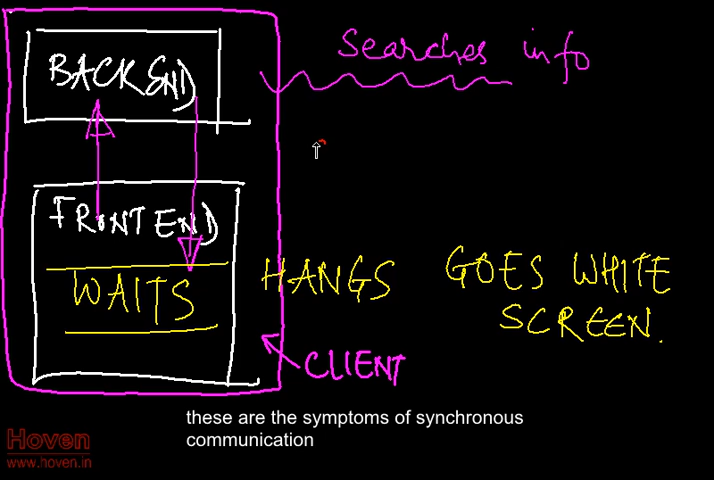 BACKEND
Searches info
FRONTEND
WAITS
HANGS
GOES WHITE
SCREEN.
CLIENT
these are the symptoms of synchronous
communication
Hoven
www.hoven.in